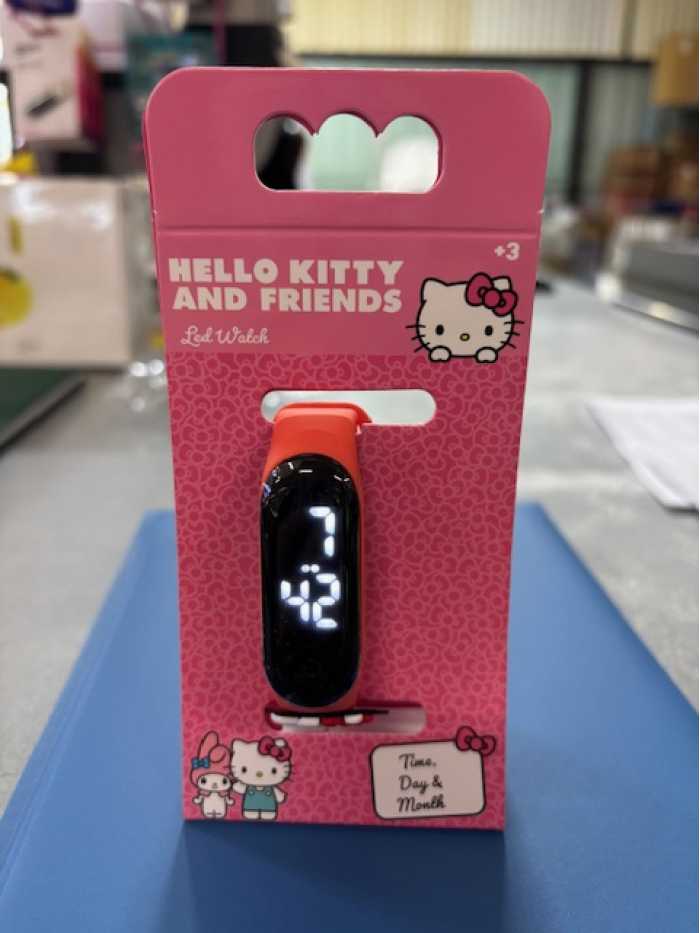 +3
HELLO KITTY
AND FRIENDS
Led Watch
7
42
Time,
Day &
Month